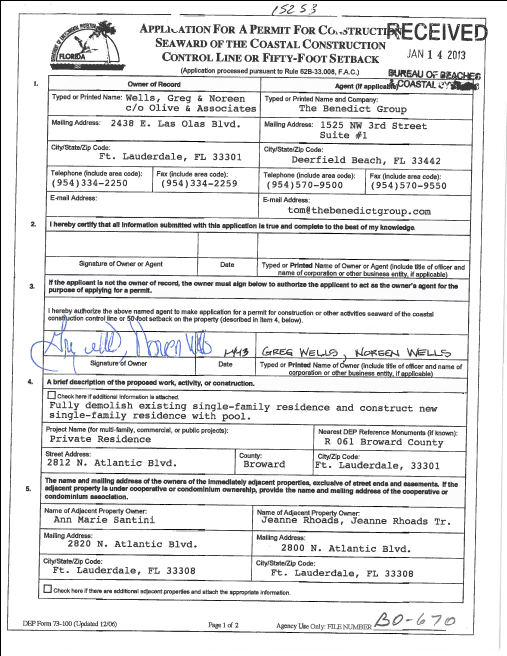 15253
APPLICATION FOR A PERMIT FOR CONSTRUCTION
SEAWARD OF THE COASTAL CONSTRUCTION
CONTROL LINE OR FIFTY-FOOT SETBACK
(Application processed pursuant to Rule 62B-33.008, F.A.C.)
RECEIVED
JAN 14 2013
BUREAU OF BEACHES
& COASTAL
FLORIDA
1.
Owner of Record
Agent (if applicable)
Typed or Printed Name: Wells, Greg & Noreen
c/o Olive & Associates
Typed or Printed Name and Company:
The Benedict Group
Mailing Address: 2438 E. Las Olas Blvd.
Mailing Address: 1525 NW 3rd Street
Suite #1
City/State/Zip Code:
Ft. Lauderdale, FL 33301
City/State/Zip Code:
Deerfield Beach, FL 33442
Telephone (include area code):
(954)334-2250
Fax (include area code):
(954)334-2259
Telephone (include area code):
(954)570-9500
Fax (include area code):
(954)570-9550
E-mail Address:
E-mail Address:
tom@thebenedictgroup.com
2.
I hereby certify that all information submitted with this application is true and complete to the best of my knowledge.
Signature of Owner or Agent
Date
Typed or Printed Name of Owner or Agent (include title of officer and
name of corporation or other business entity, if applicable)
3.
If the applicant is not the owner of record, the owner must sign below to authorize the applicant to act as the owner's agent for the
purpose of applying for a permit.
I hereby authorize the above named agent to make application for a permit for construction or other activities seaward of the coastal
construction control line or 50-foot setback on the property (described in Item 4, below).
Greg Wells, Noreen Wells
GREG WELLS, NOREEN WELLS
Signature of Owner
Date
Typed or Printed Name of Owner (include title of officer and name of
corporation or other business entity, if applicable)
4.
A brief description of the proposed work, activity, or construction.
Check here if additional information is attached.
Fully demolish existing single-family residence and construct new
single-family residence with pool.
Project Name (for multi-family, commercial, or public projects):
Private Residence
Nearest DEP Reference Monuments (if known):
R 061 Broward County
Street Address:
2812 N. Atlantic Blvd.
County:
Broward
City/State/Zip Code:
Ft. Lauderdale, FL 33301
5.
The name and mailing address of the owners of the immediately adjacent properties, exclusive of street ends and easements. If the
adjacent property is under cooperative or condominium ownership, provide the name and mailing address of the cooperative or
condominium association.
Name of Adjacent Property Owner:
Ann Marie Santini
Name of Adjacent Property Owner:
Jeanne Rhoads, Jeanne Rhoads Tr.
Mailing Address:
2820 N. Atlantic Blvd.
Mailing Address:
2800 N. Atlantic Blvd.
City/State/Zip Code:
Ft. Lauderdale, FL 33308
City/State/Zip Code:
Ft. Lauderdale, FL 33308
Check here if there are additional adjacent properties and attach the appropriate information.
DEP Form 73-100 (Updated 12/06)
Page 1 of 2
Agency Use Only: FILE NUMBER BO-670